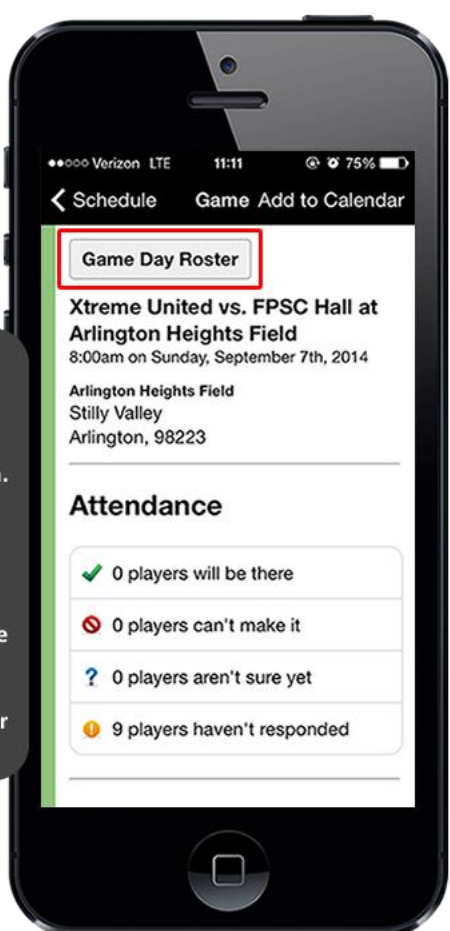 Verizon LTE 11:11 75%
Schedule Game Add to Calendar
Game Day Roster
Xtreme United vs. FPSC Hall at
Arlington Heights Field
8:00am on Sunday, September 7th, 2014
Arlington Heights Field
Stilly Valley
Arlington, 98223
Attendance
0 players will be there
0 players can't make it
? 0 players aren't sure yet
! 9 players haven't responded